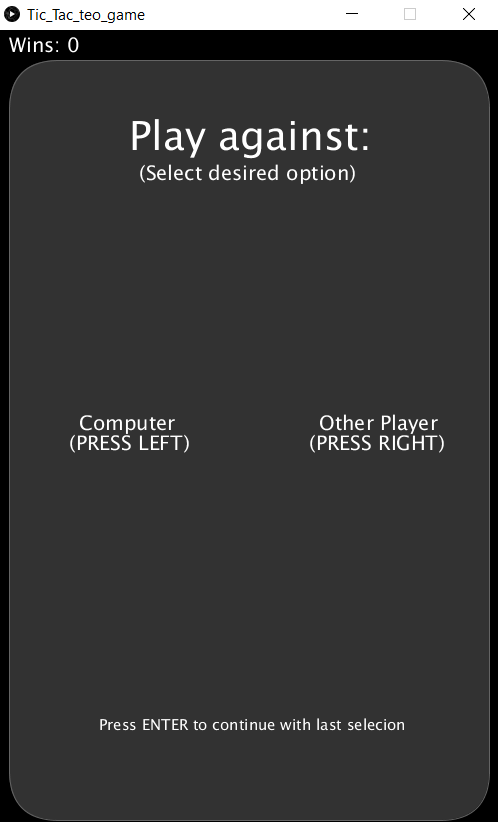 Tic_Tac_teo_game
Wins: 0
Play against:
(Select desired option)
Computer
(PRESS LEFT)
Other Player
(PRESS RIGHT)
Press ENTER to continue with last selecion